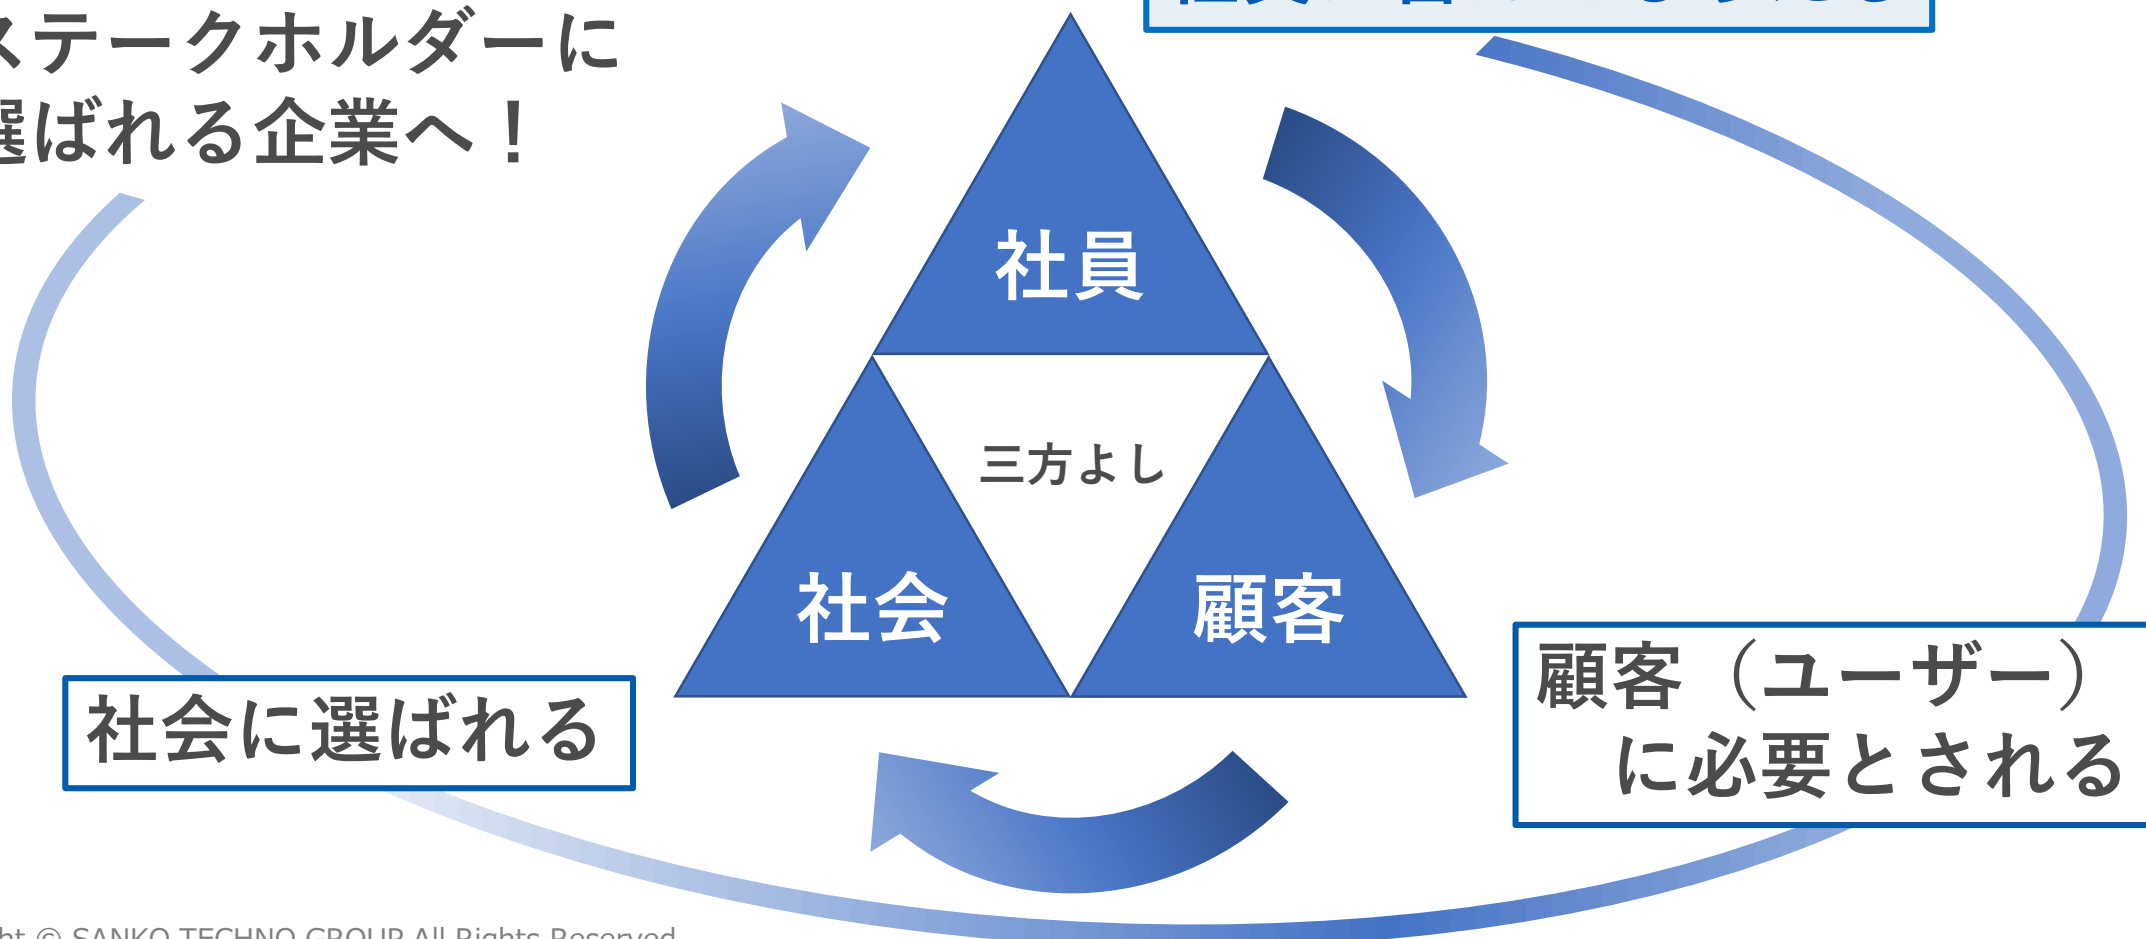 ステークホルダーに
選ばれる企業へ！
社員
三方よし
社会
顧客
社会に選ばれる
顧客（ユーザー）
に必要とされる
© SANKO TECHNO GROUP All Rights Reserved